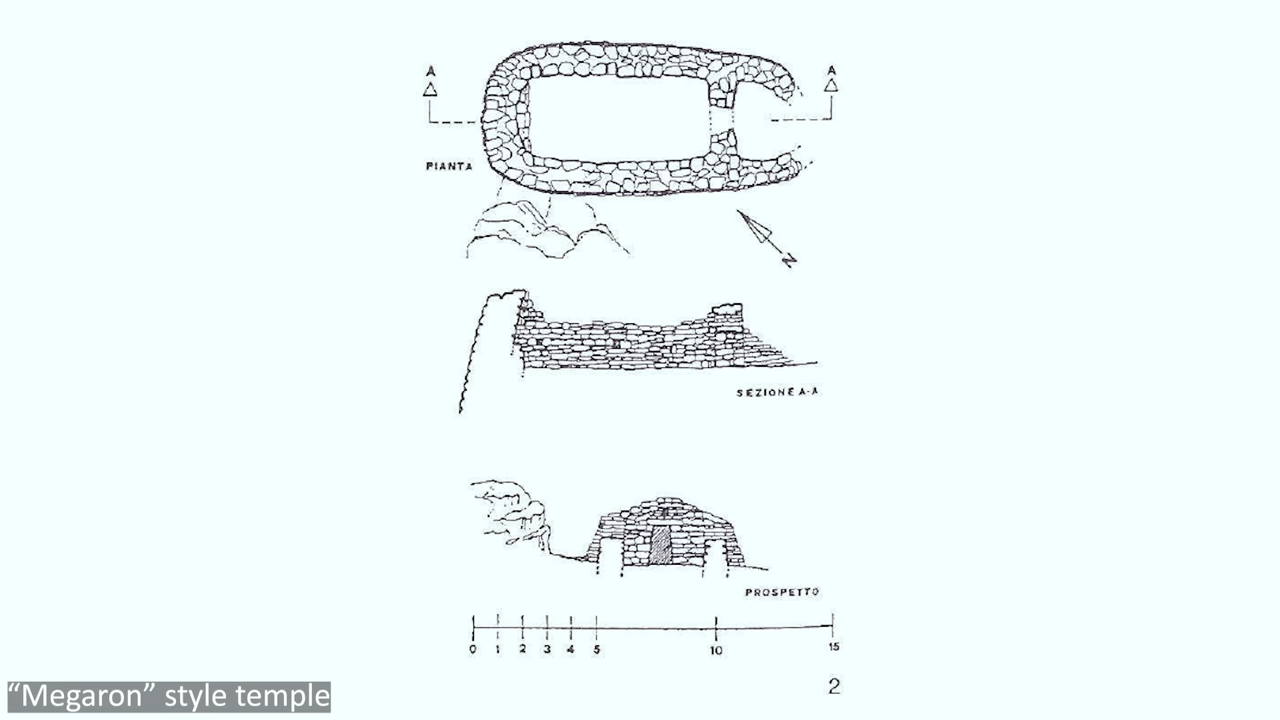 A A
PIANTA
N
SEZIONE A-A
PROSPETTO
0 1 2 3 4 5 10 15
2
“Megaron” style temple